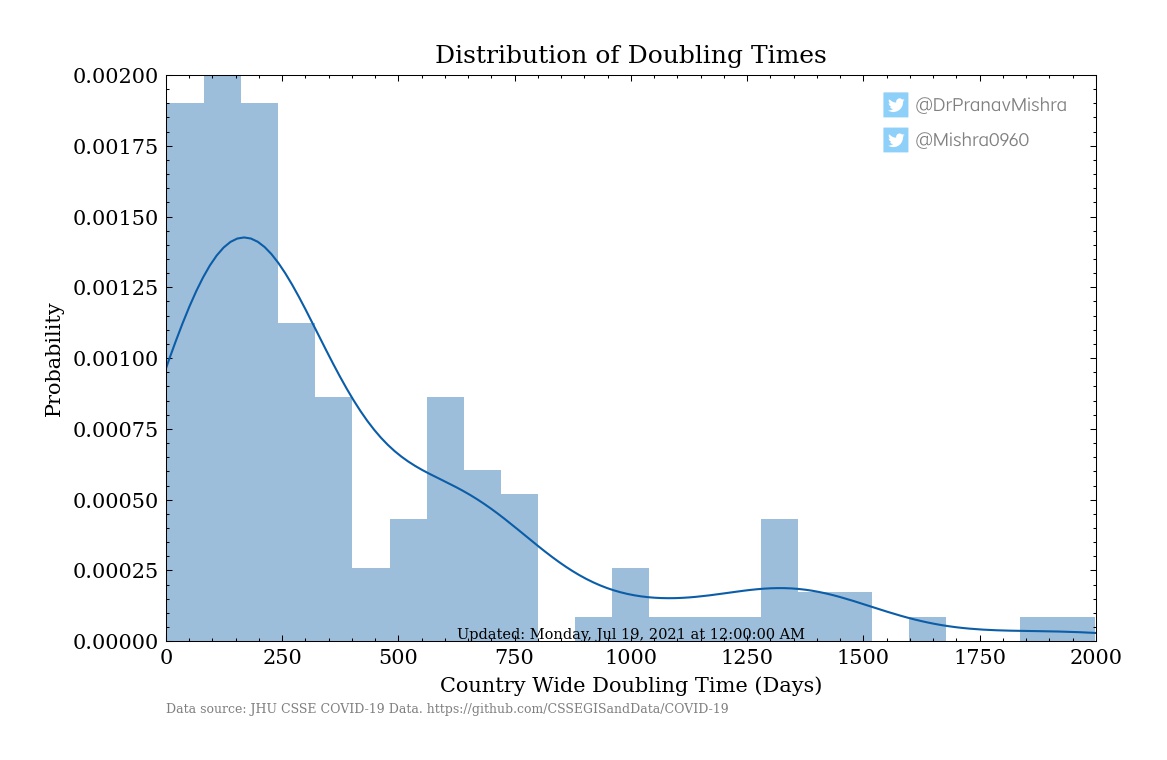 Distribution of Doubling Times
@DrPranavMishra
@Mishra0960
Probability
0.00200
0.00175
0.00150
0.00125
0.00100
0.00075
0.00050
0.00025
0.00000
Updated: Monday, Jul 19, 2021 at 12:00:00 AM
0 250 500 750 1000 1250 1500 1750 2000
Country Wide Doubling Time (Days)
Data source: JHU CSSE COVID-19 Data. https://github.com/CSSEGISandData/COVID-19